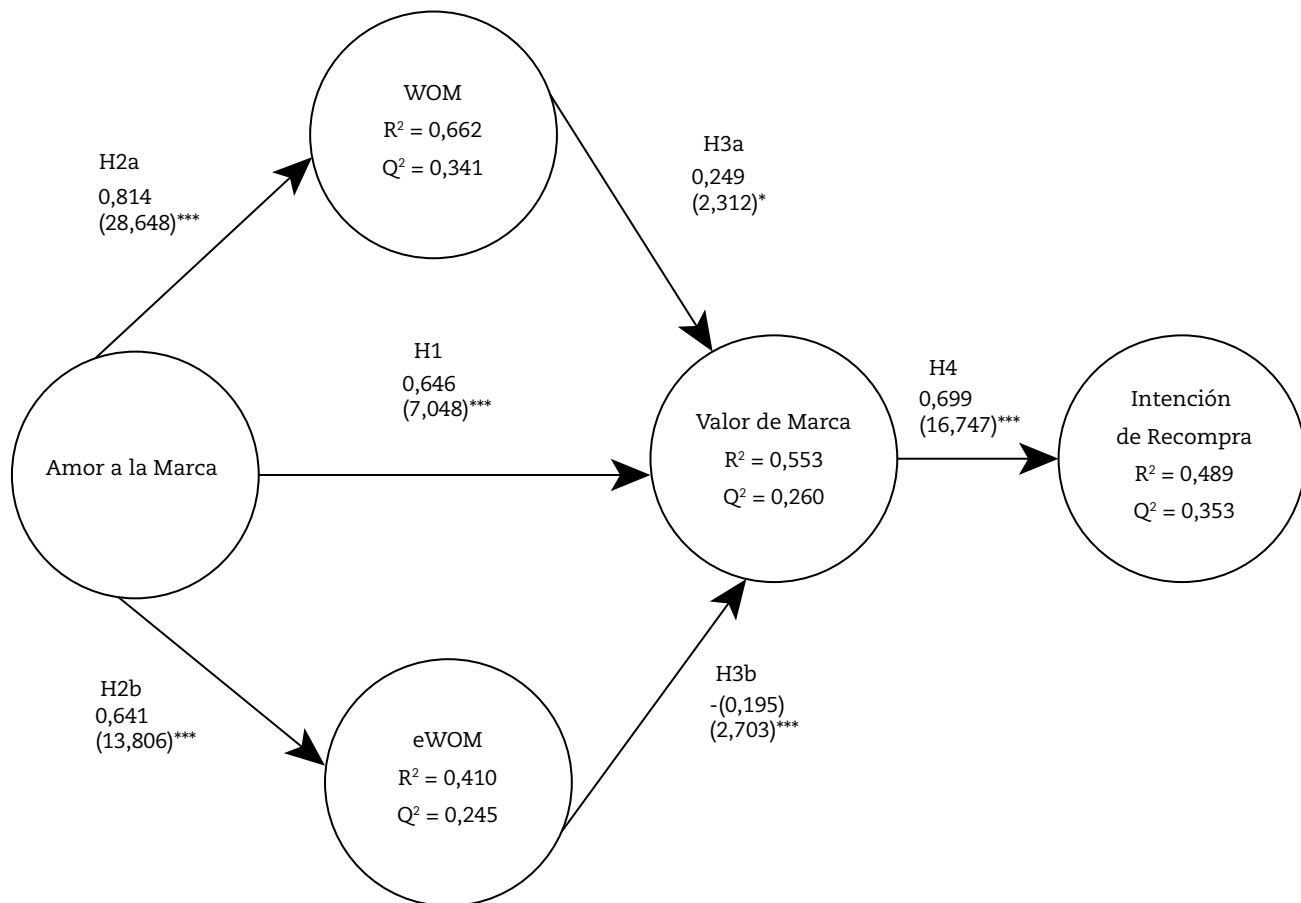 WOM
R² = 0,662
Q² = 0,341
H2a
0,814
(28,648)***
H3a
0,249
(2,312)*
H1
0,646
(7,048)***
Amor a la Marca
Valor de Marca
R² = 0,553
Q² = 0,260
H4
0,699
(16,747)***
Intención
de Recompra
R² = 0,489
Q² = 0,353
H2b
0,641
(13,806)***
eWOM
R² = 0,410
Q² = 0,245
H3b
-(0,195)
(2,703)***